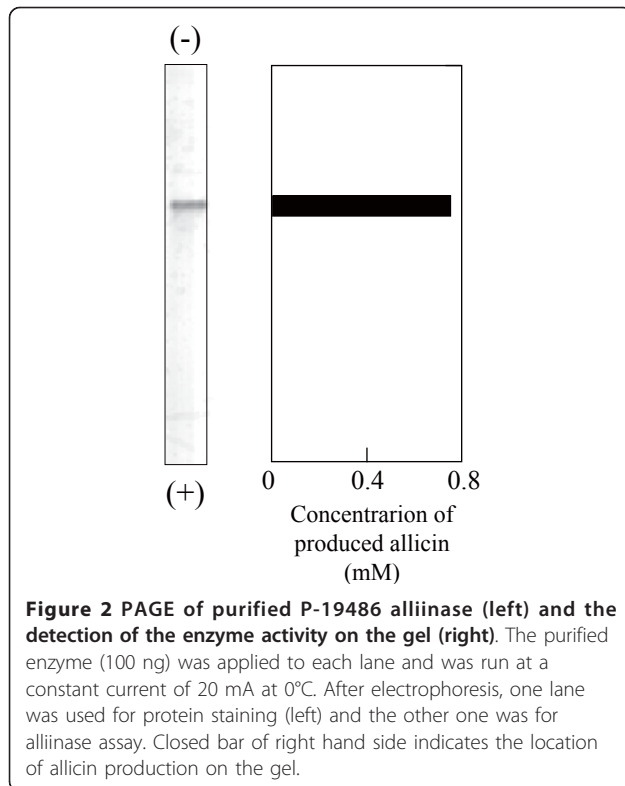 (-)
(+)
0 0.4 0.8
Concentrarion of
produced allicin
(mM)
Figure 2 PAGE of purified P-19486 alliinase (left) and the
detection of the enzyme activity on the gel (right). The purified
enzyme (100 ng) was applied to each lane and was run at a
constant current of 20 mA at 0°C. After electrophoresis, one lane
was used for protein staining (left) and the other one was for
alliinase assay. Closed bar of right hand side indicates the location
of allicin production on the gel.